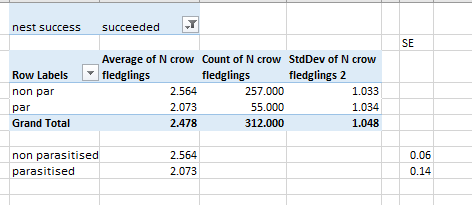 nest success succeeded
SE
Average of N crow Count of N crow StdDev of N crow
Row Labels fledglings fledglings fledglings 2
non par 2.564 257.000 1.033
par 2.073 55.000 1.034
Grand Total 2.478 312.000 1.048
non parasitised 2.564 0.06
parasitised 2.073 0.14